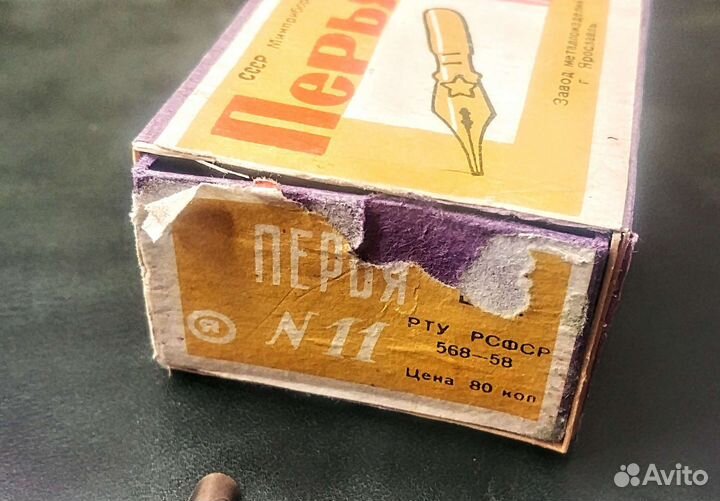 СССР Минприбор
Перья
Завод металлоизделий
г Ярославль
ПЕРЬЯ
N 11
Я
РТУ РСФСР
568—58
Цена 80 коп
Avito